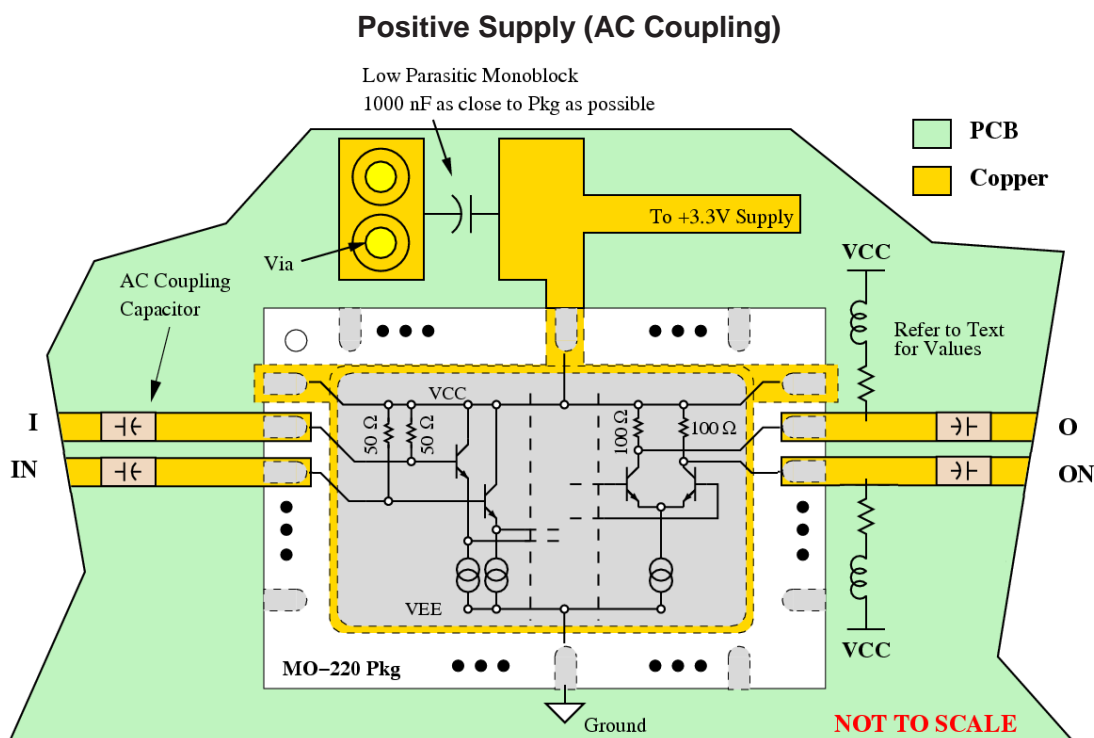 Positive Supply (AC Coupling)
Low Parasitic Monoblock
1000 nF as close to Pkg as possible
PCB
Copper
To +3.3V Supply
Via
AC Coupling
Capacitor
VCC
Refer to Text
for Values
VCC
I
50 Ω
50 Ω
100 Ω
100 Ω
O
IN
ON
VEE
VCC
MO−220 Pkg
Ground
NOT TO SCALE